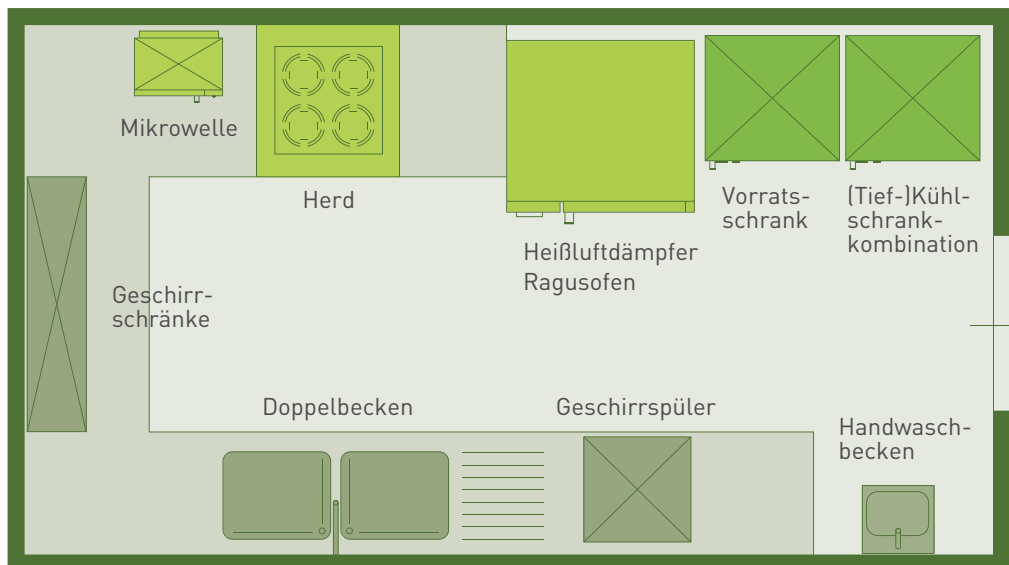 Mikrowelle
Herd
Heißluftdämpfer
Ragusofen
Vorrats-
schrank
(Tief-)Kühl-
schrank-
kombination
Geschirr-
schränke
Doppelbecken
Geschirrspüler
Handwasch-
becken